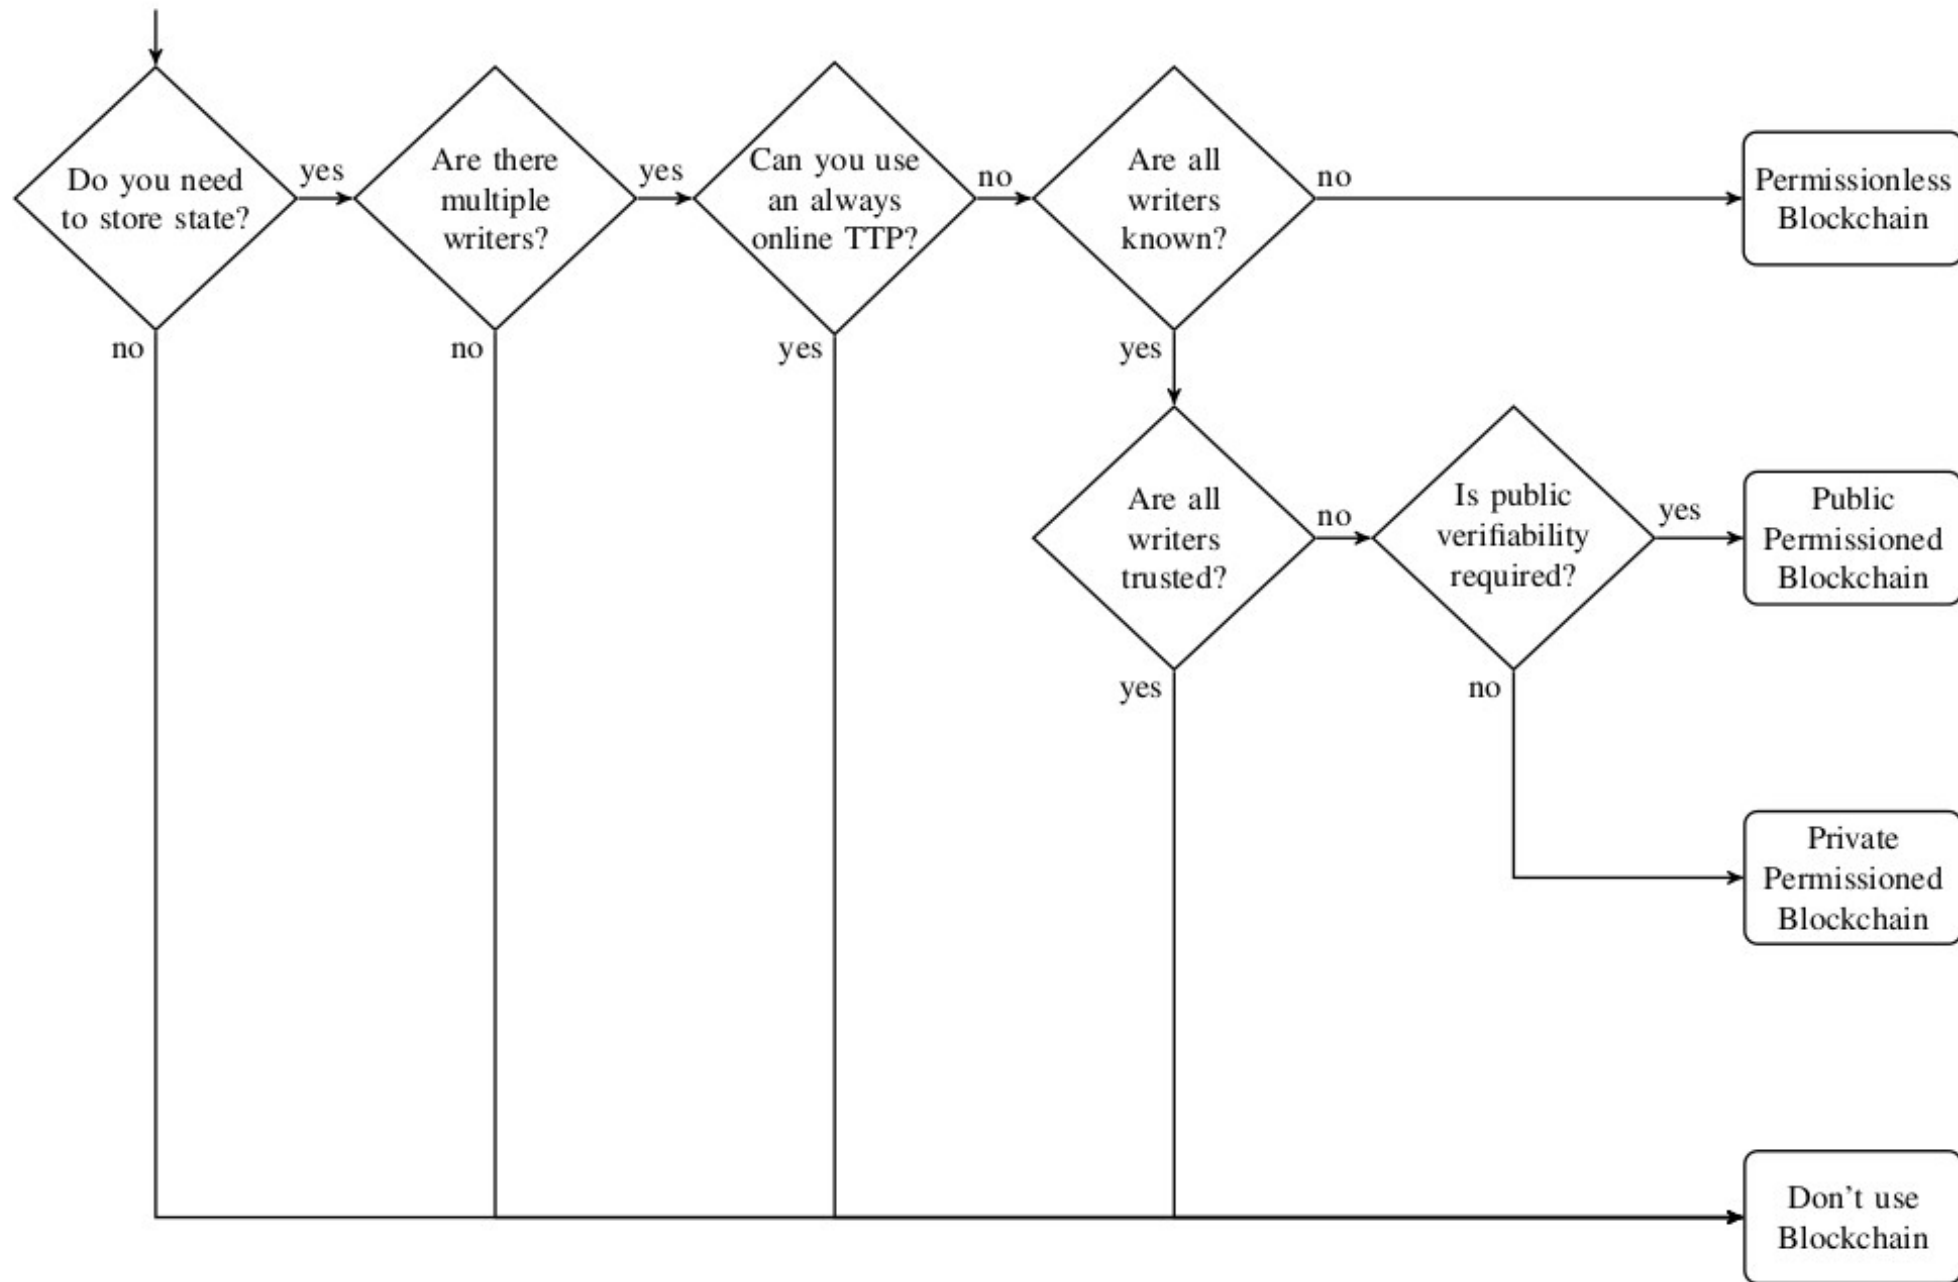 Do you need
to store state?
yes
no
Are there
multiple
writers?
yes
no
Can you use
an always
online TTP?
no
yes
Are all
writers
known?
no
yes
Permissionless
Blockchain
Are all
writers
trusted?
no
yes
Is public
verifiability
required?
yes
no
Public
Permissioned
Blockchain
Private
Permissioned
Blockchain
Don't use
Blockchain